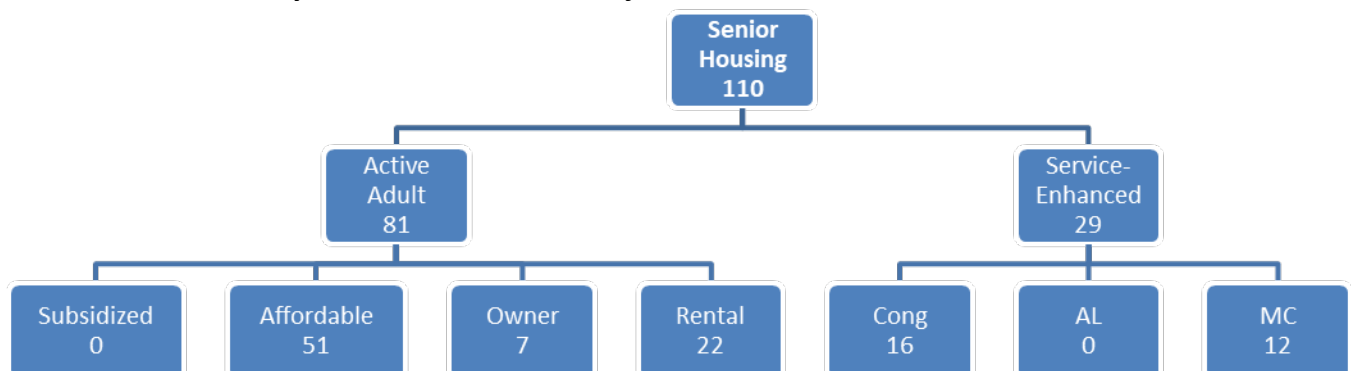 Senior
Housing
110
Active
Adult
81
Service-
Enhanced
29
Subsidized
0
Affordable
51
Owner
7
Rental
22
Cong
16
AL
0
MC
12